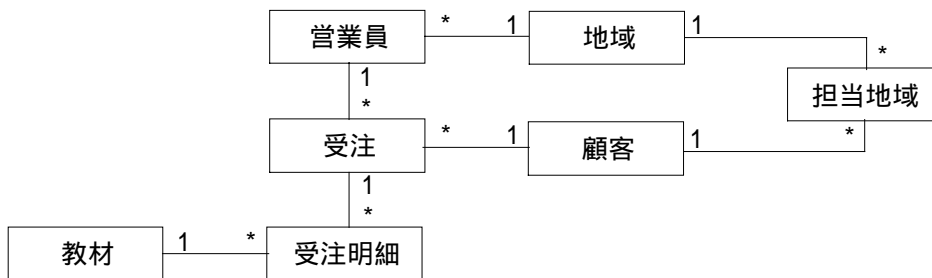 営業員 * 1 地域 1
1 *
* 担当地域
受注 * 1 顧客 1 *
1
*
教材 1 * 受注明細